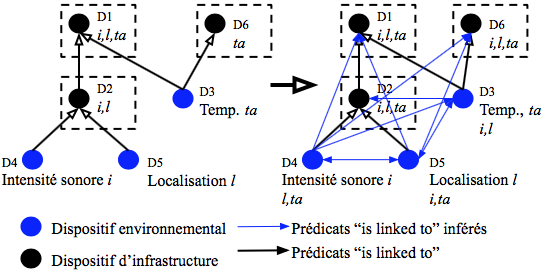 D1
i,l,ta
D6
ta
D2
i,l
D3
Temp. ta
D4
Intensité sonore i
D5
Localisation l
D1
i,l,ta
D6
i,l,ta
D2
i,l,ta
D3
Temp., ta
i,l
D4
Intensité sonore i
l,ta
D5
Localisation l
i,ta
Dispositif environnemental
Prédicats “is linked to” inférés
Dispositif d’infrastructure
Prédicats “is linked to”